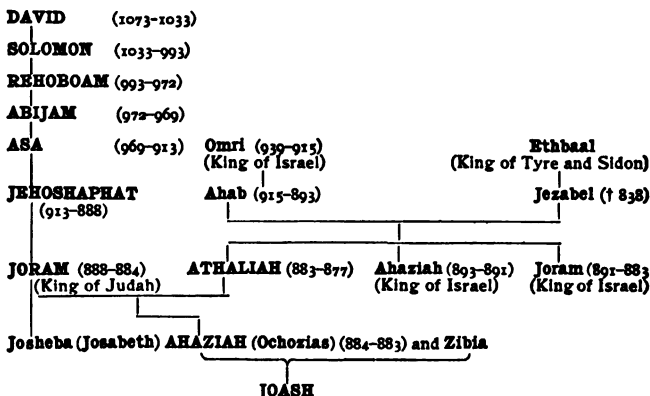 DAVID (1073-1033)
SOLOMON (1033-993)
REHOBOAM (993-972)
ABIJAM (972-969)
ASA (969-913) Omri (939-915) Ethbaal
(King of Israel) (King of Tyre and Sidon)
JEHOSHAPHAT Ahab (915-893) Jezabel († 838)
(913-888)
JORAM (888-884) ATHALIAH (883-877) Ahaziah (893-891) Joram (891-883
(King of Judah) (King of Israel) (King of Israel)
Josheba (Josabeth) AHAZIAH (Ochozias) (884-883) and Zibia
JOASH